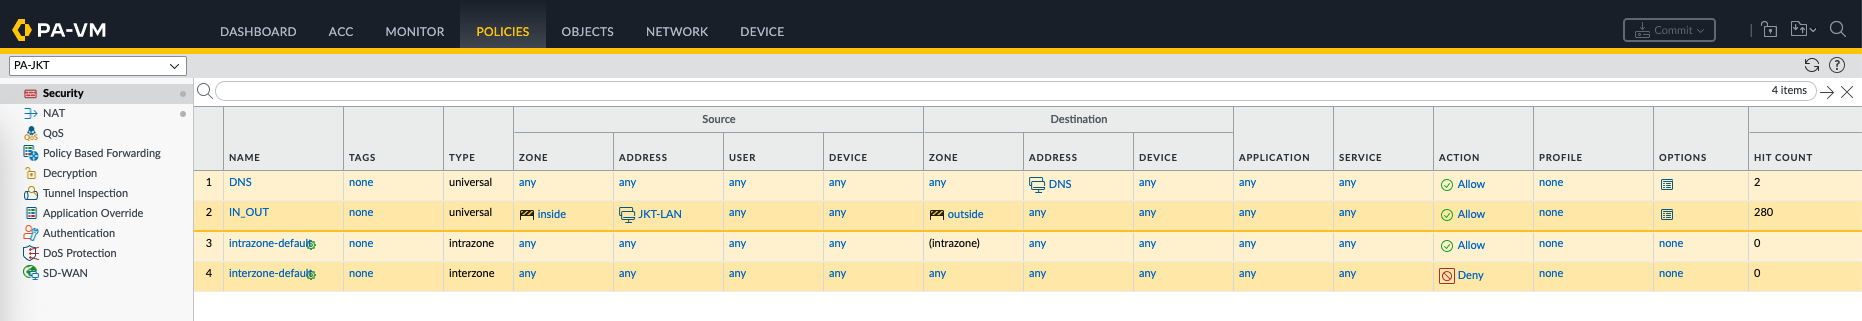 PA-VM
DASHBOARD ACC MONITOR POLICIES OBJECTS NETWORK DEVICE
Commit
PA-JKT
Security
NAT
QoS
Policy Based Forwarding
Decryption
Tunnel Inspection
Application Override
Authentication
DoS Protection
SD-WAN
4 items
Source Destination
NAME TAGS TYPE ZONE ADDRESS USER DEVICE ZONE ADDRESS DEVICE APPLICATION SERVICE ACTION PROFILE OPTIONS HIT COUNT
1 DNS none universal any any any any any DNS any any any Allow none 2
2 IN_OUT none universal inside JKT-LAN any any outside any any any any Allow none 280
3 intrazone-default none intrazone any any any any (intrazone) any any any any Allow none none 0
4 interzone-default none interzone any any any any any any any any any Deny none none 0